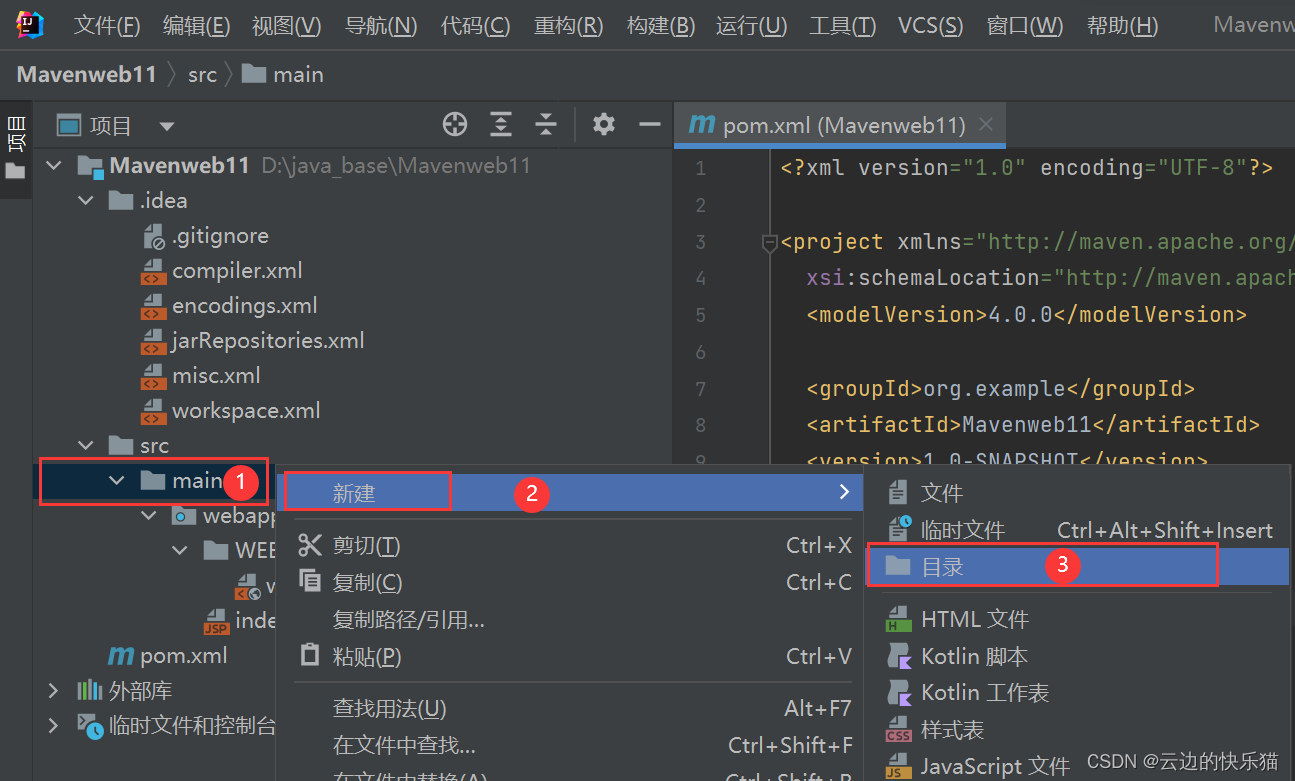 文件(F) 编辑(E) 视图(V) 导航(N) 代码(C) 重构(R) 构建(B) 运行(U) 工具(T) VCS(S) 窗口(W) 帮助(H) Mavenw
Mavenweb11 src main
项目
项目
pom.xml (Mavenweb11)
Mavenweb11 D:\java_base\Mavenweb11
.idea
.gitignore
compiler.xml
encodings.xml
jarRepositories.xml
misc.xml
workspace.xml
src
main
webapp
WEB
w
inde
pom.xml
外部库
临时文件和控制台
1 <?xml version="1.0" encoding="UTF-8"?>
2
3 <project xmlns="http://maven.apache.org/
4 xsi:schemaLocation="http://maven.apach
5 <modelVersion>4.0.0</modelVersion>
6
7 <groupId>org.example</groupId>
8 <artifactId>Mavenweb11</artifactId>
9 <version>1.0-SNAPSHOT</version>
1
新建 2
剪切(T) Ctrl+X
复制(C) Ctrl+C
复制路径/引用...
粘贴(P) Ctrl+V
查找用法(U) Alt+F7
在文件中查找... Ctrl+Shift+F
在文件中替换(A) Ctrl+Shift+R
文件
临时文件 Ctrl+Alt+Shift+Insert
目录 3
HTML 文件
Kotlin 脚本
Kotlin 工作表
样式表
JavaScript 文件
CSDN @云边的快乐猫